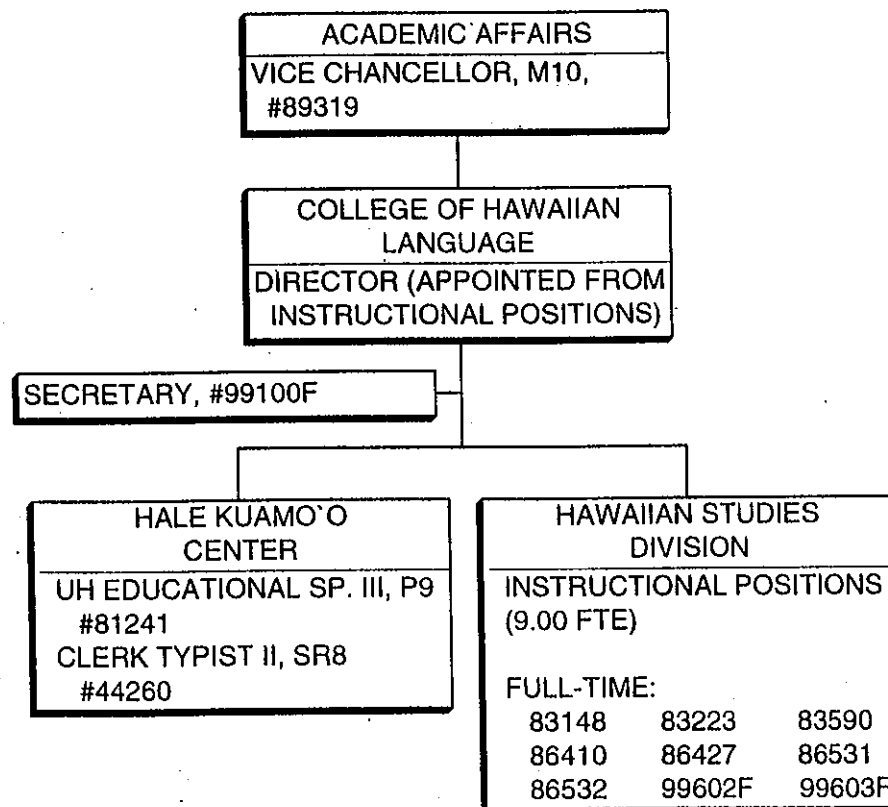 ACADEMIC AFFAIRS
VICE CHANCELLOR, M10,
#89319
COLLEGE OF HAWAIIAN
LANGUAGE
DIRECTOR (APPOINTED FROM
INSTRUCTIONAL POSITIONS)
SECRETARY, #99100F
HALE KUAMO`O
CENTER
UH EDUCATIONAL SP. III, P9
#81241
CLERK TYPIST II, SR8
#44260
HAWAIIAN STUDIES
DIVISION
INSTRUCTIONAL POSITIONS
(9.00 FTE)
FULL-TIME:
83148 83223 83590
86410 86427 86531
86532 99602F 99603F